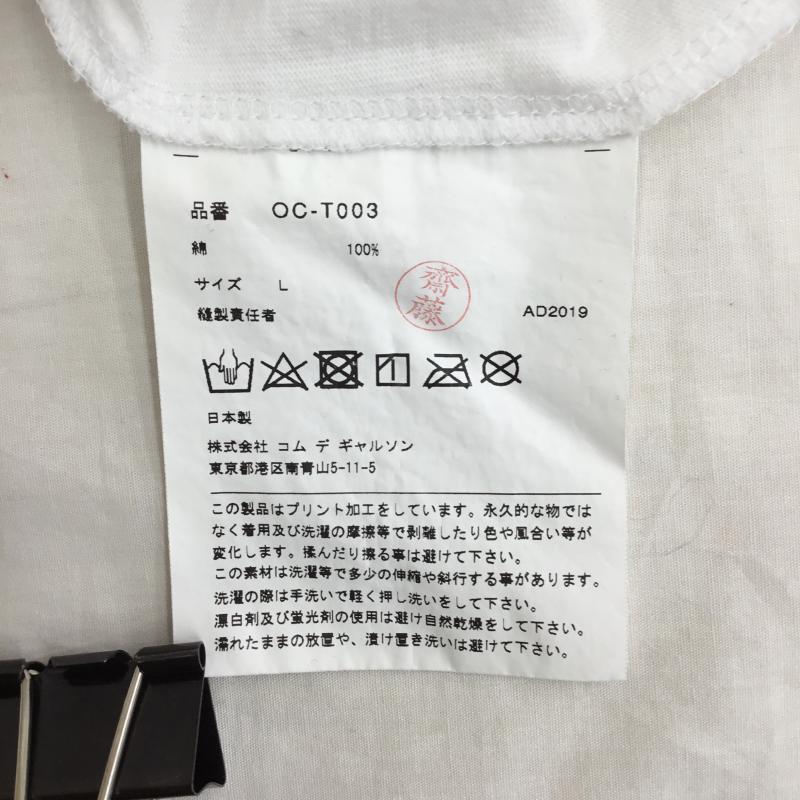 品番 OC-T003
綿 100%
サイズ L
縫製責任者 齋藤 AD2019
日本製
株式会社 コム デ ギャルソン
東京都港区南青山5-11-5
この製品はプリント加工をしています。永久的な物では
なく着用及び洗濯の摩擦等で剥離したり色や風合い等が
変化します。揉んだり擦る事は避けて下さい。
この素材は洗濯等で多少の伸縮や斜行する事があります。
洗濯の際は手洗いで軽く押し洗いをして下さい。
漂白剤及び蛍光剤の使用は避け自然乾燥をして下さい。
濡れたままの放置や、漬け置き洗いは避けて下さい。